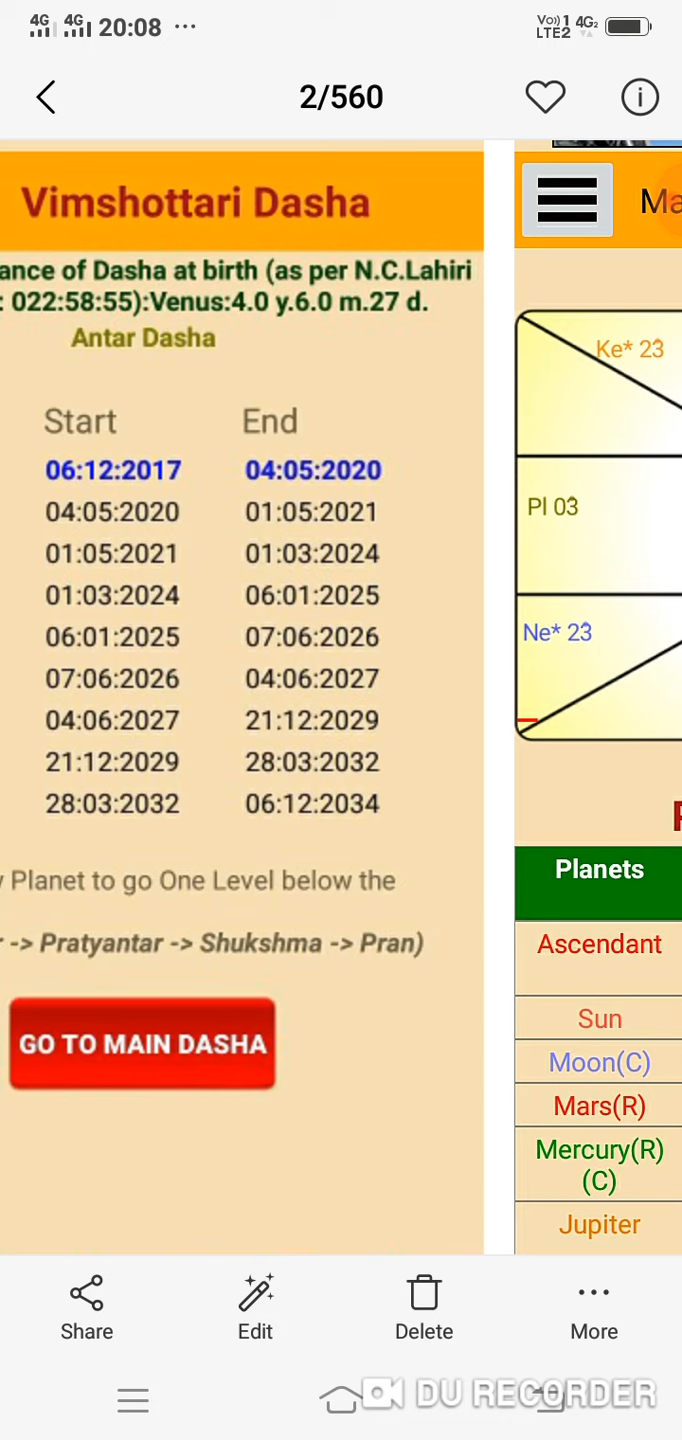 4G 4G 20:08 ...
Vo)) 1 4G2
LTE2
2/560
Vimshottari Dasha
Ma
ance of Dasha at birth (as per N.C.Lahiri
: 022:58:55):Venus:4.0 y.6.0 m.27 d.
Antar Dasha
Start End
06:12:2017 04:05:2020
04:05:2020 01:05:2021
01:05:2021 01:03:2024
01:03:2024 06:01:2025
06:01:2025 07:06:2026
07:06:2026 04:06:2027
04:06:2027 21:12:2029
21:12:2029 28:03:2032
28:03:2032 06:12:2034
y Planet to go One Level below the
r -> Pratyantar -> Shukshma -> Pran)
GO TO MAIN DASHA
Ke* 23
Pl 03
Ne* 23
Planets
Ascendant
Sun
Moon(C)
Mars(R)
Mercury(R)
(C)
Jupiter
Share Edit Delete More
DU RECORDER